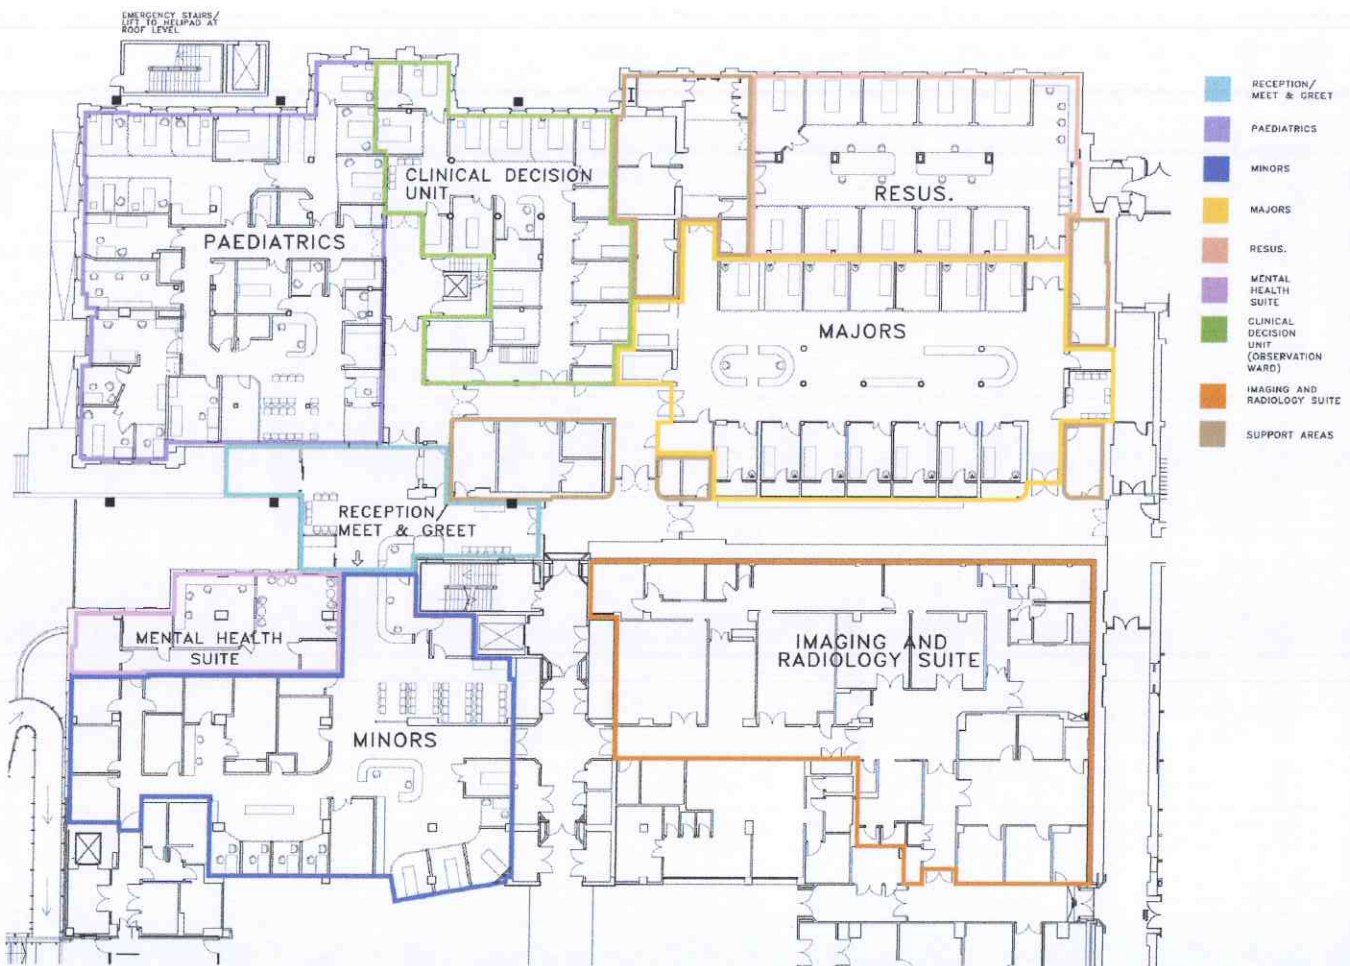 EMERGENCY STAIRS/
LIFT TO HELIPAD AT
ROOF LEVEL
CLINICAL DECISION
UNIT
RESUS.
PAEDIATRICS
MAJORS
RECEPTION/
MEET & GREET
MENTAL HEALTH
SUITE
IMAGING AND
RADIOLOGY SUITE
MINORS
RECEPTION/
MEET & GREET
PAEDIATRICS
MINORS
MAJORS
RESUS.
MENTAL
HEALTH
SUITE
CLINICAL
DECISION
UNIT
(OBSERVATION
WARD)
IMAGING AND
RADIOLOGY SUITE
SUPPORT AREAS